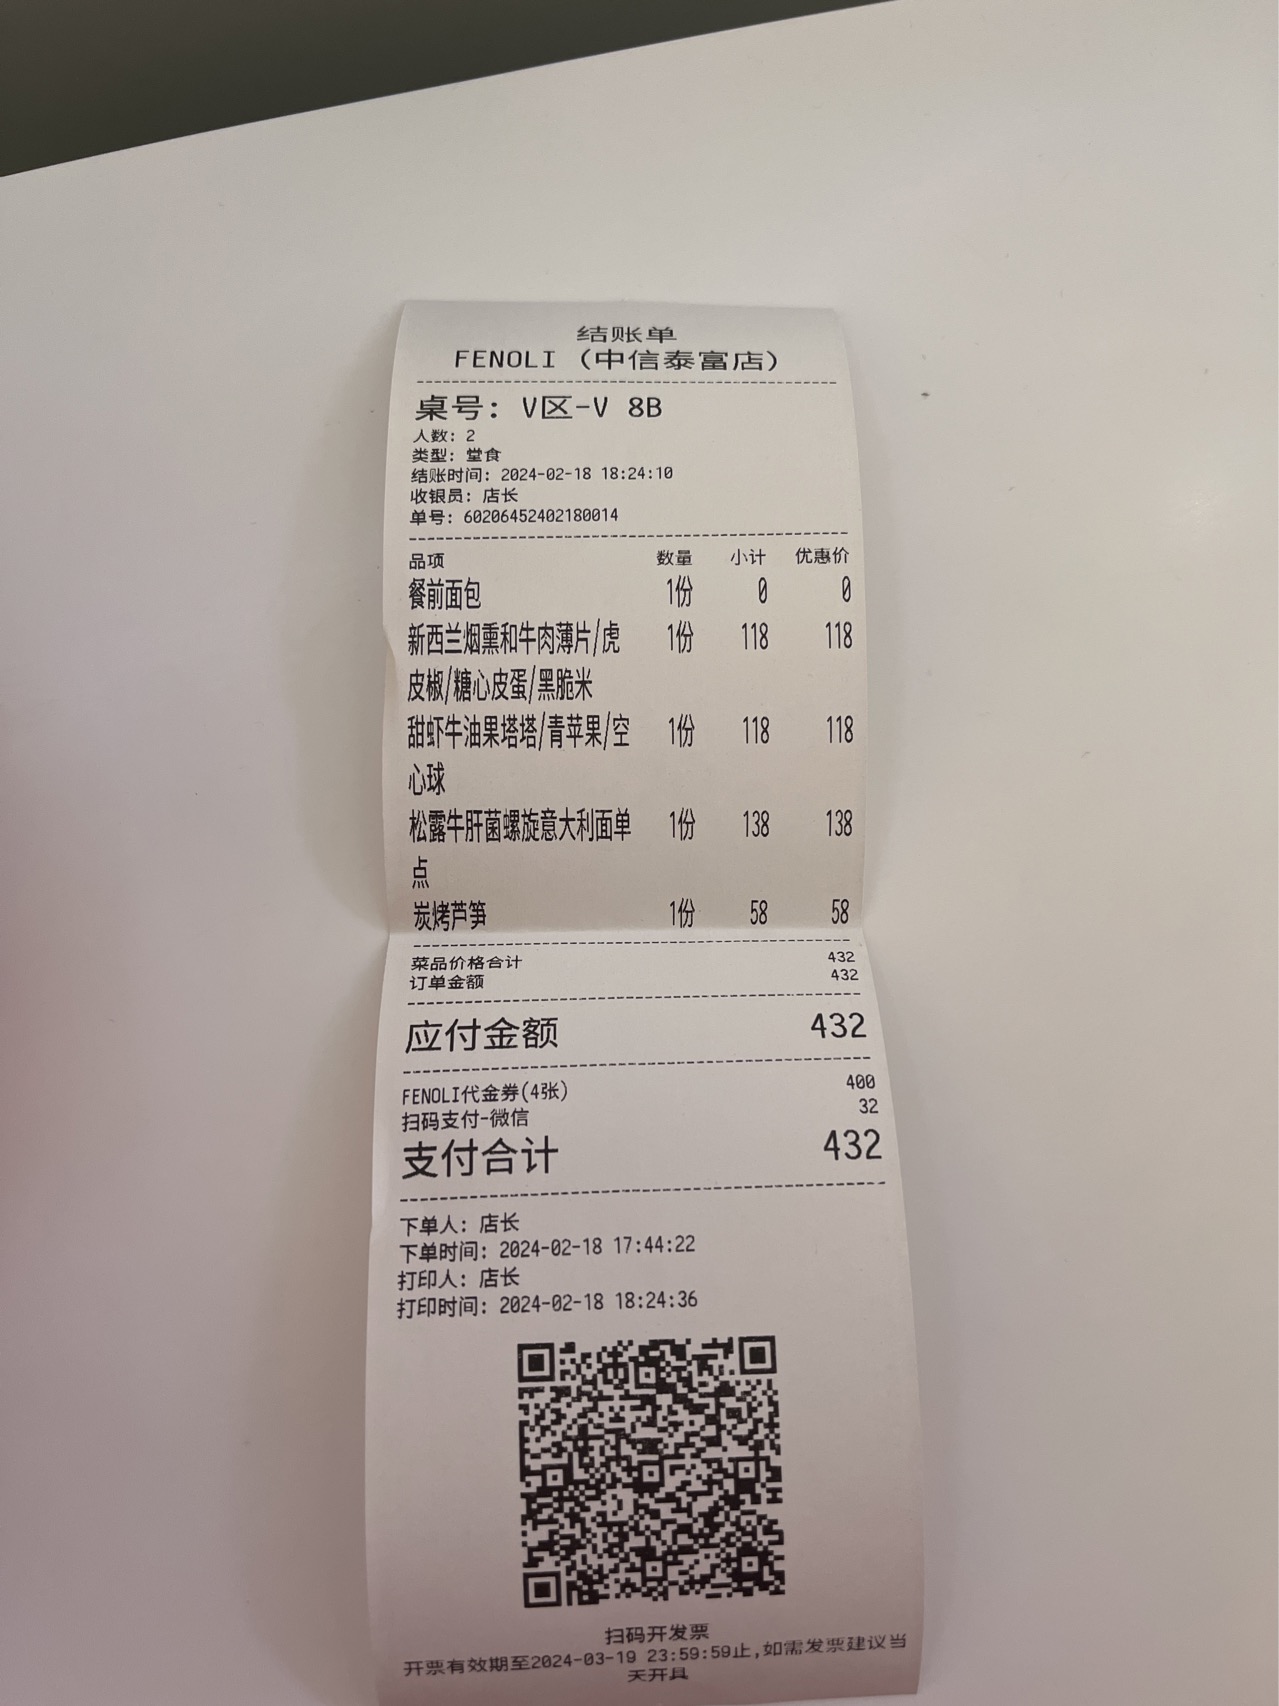 结账单
FENOLI（中信泰富店）
桌号：V区-V 8B
人数：2
类型：堂食
结账时间：2024-02-18 18:24:10
收银员：店长
单号：60206452402180014
品项 数量 小计 优惠价
餐前面包 1份 0 0
新西兰烟熏和牛肉薄片/虎 1份 118 118
皮椒/糖心皮蛋/黑脆米
甜虾牛油果塔塔/青苹果/空 1份 118 118
心球
松露牛肝菌螺旋意大利面单 1份 138 138
点
炭烤芦笋 1份 58 58
菜品价格合计 432
订单金额 432
应付金额 432
FENOLI代金券(4张) 400
扫码支付-微信 32
支付合计 432
下单人：店长
下单时间：2024-02-18 17:44:22
打印人：店长
打印时间：2024-02-18 18:24:36
扫码开发票
开票有效期至2024-03-19 23:59:59止,如需发票建议当
天开具